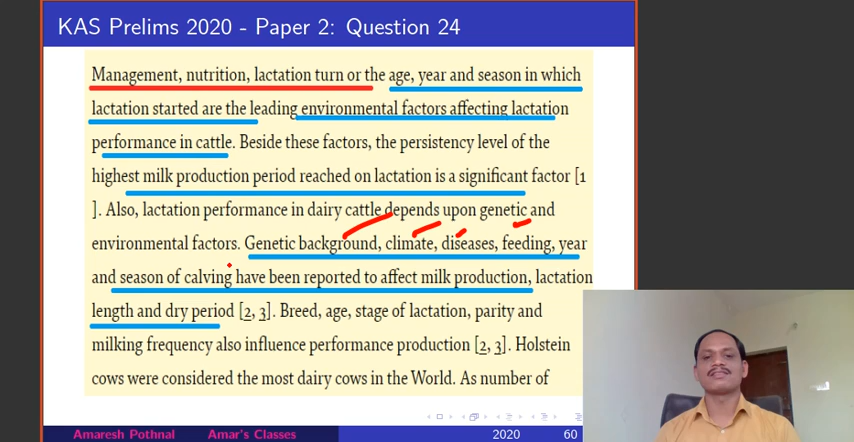 KAS Prelims 2020 - Paper 2: Question 24
Management, nutrition, lactation turn or the age, year and season in which
lactation started are the leading environmental factors affecting lactation
performance in cattle. Beside these factors, the persistency level of the
highest milk production period reached on lactation is a significant factor [1
]. Also, lactation performance in dairy cattle depends upon genetic and
environmental factors. Genetic background, climate, diseases, feeding, year
and season of calving have been reported to affect milk production, lactation
length and dry period [2, 3]. Breed, age, stage of lactation, parity and
milking frequency also influence performance production [2, 3]. Holstein
cows were considered the most dairy cows in the World. As number of
Amaresh Pothnal Amar's Classes 2020 60